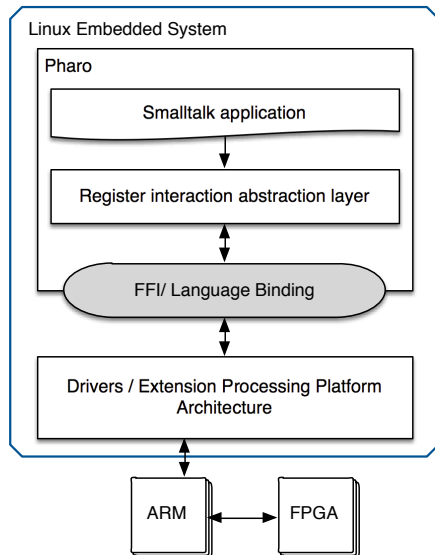 Linux Embedded System
Pharo
Smalltalk application
Register interaction abstraction layer
FFI/ Language Binding
Drivers / Extension Processing Platform
Architecture
ARM
FPGA